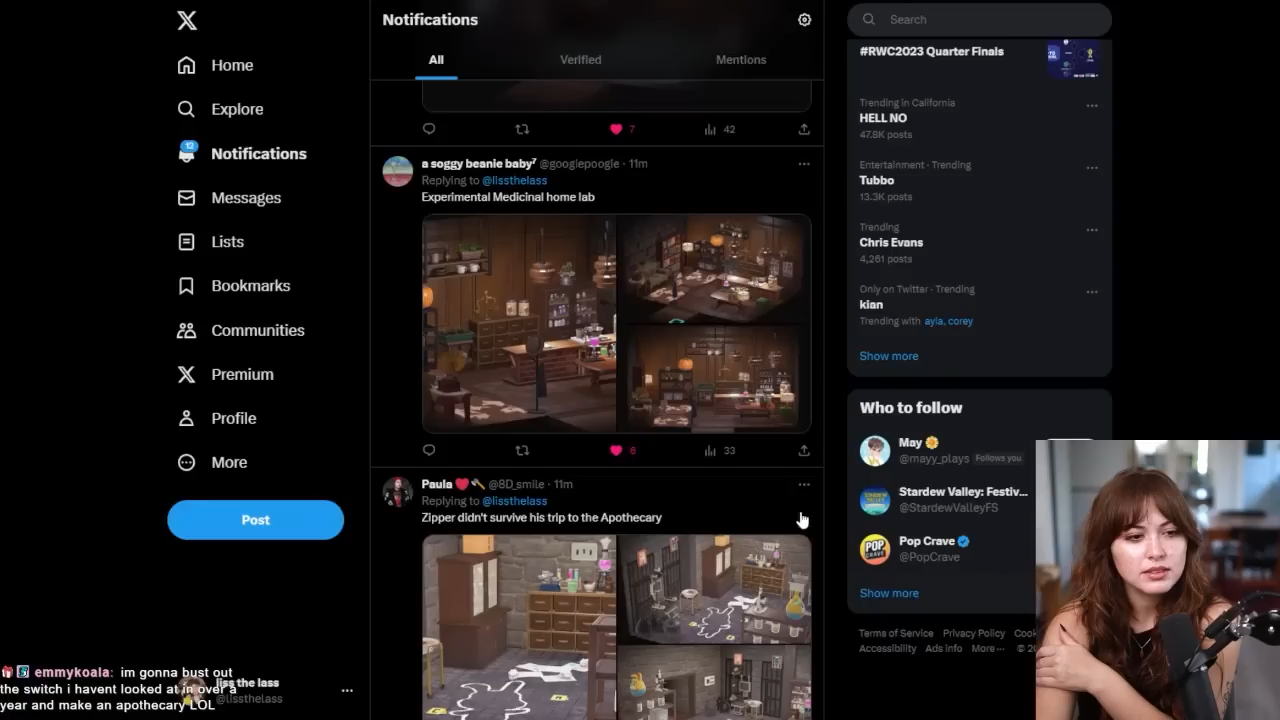 Home
Explore
12
Notifications
Messages
Lists
Bookmarks
Communities
Premium
Profile
More
Post
liss the lass
@lissthelass
emmykoala: im gonna bust out
the switch i havent looked at in over a
year and make an apothecary LOL
Notifications
All
Verified
Mentions
7
42
a soggy beanie baby⁷ @googlepoogle · 11m
Replying to @lissthelass
Experimental Medicinal home lab
6
33
Paula ❤️🪓 @8D_smile · 11m
Replying to @lissthelass
Zipper didn't survive his trip to the Apothecary
Search
#RWC2023 Quarter Finals
Trending in California
HELL NO
47.8K posts
Entertainment · Trending
Tubbo
13.3K posts
Trending
Chris Evans
4,261 posts
Only on Twitter · Trending
kian
Trending with ayla, corey
Show more
Who to follow
May 🌼
@mayy_plays Follows you
Stardew Valley: Festiv...
@StardewValleyFS
Pop Crave
@PopCrave
POP CRAVE
Show more
Terms of Service Privacy Policy Cook
Accessibility Ads info More ··· © 20